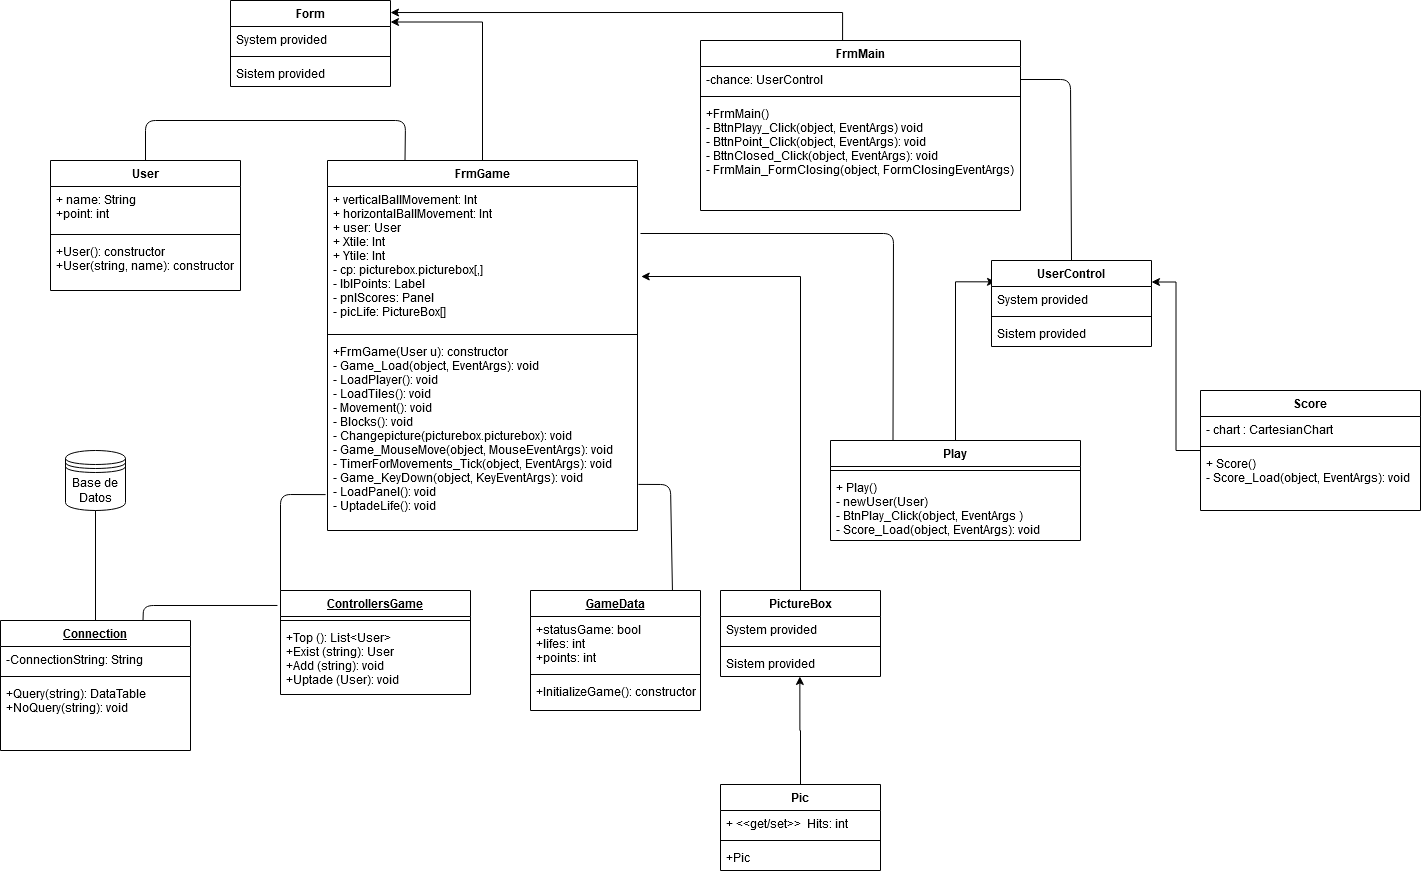 Form
System provided
Sistem provided
FrmMain
-chance: UserControl
+FrmMain()
- BttnPlayy_Click(object, EventArgs) void
- BttnPoint_Click(object, EventArgs): void
- BttnClosed_Click(object, EventArgs): void
- FrmMain_FormClosing(object, FormClosingEventArgs)
User
+ name: String
+point: int
+User(): constructor
+User(string, name): constructor
FrmGame
+ verticalBallMovement: Int
+ horizontalBallMovement: Int
+ user: User
+ Xtile: Int
+ Ytile: Int
- cp: picturebox.picturebox[,]
- lblPoints: Label
- pnlScores: Panel
- picLife: PictureBox[]
+FrmGame(User u): constructor
- Game_Load(object, EventArgs): void
- LoadPlayer(): void
- LoadTiles(): void
- Movement(): void
- Blocks(): void
- Changepicture(picturebox.picturebox): void
- Game_MouseMove(object, MouseEventArgs): void
- TimerForMovements_Tick(object, EventArgs): void
- Game_KeyDown(object, KeyEventArgs): void
- LoadPanel(): void
- UptadeLife(): void
UserControl
System provided
Sistem provided
Score
- chart : CartesianChart
+ Score()
- Score_Load(object, EventArgs): void
Play
+ Play()
- newUser(User)
- BtnPlay_Click(object, EventArgs )
- Score_Load(object, EventArgs): void
Base de
Datos
Connection
-ConnectionString: String
+Query(string): DataTable
+NoQuery(string): void
ControllersGame
+Top (): List<User>
+Exist (string): User
+Add (string): void
+Uptade (User): void
GameData
+statusGame: bool
+lifes: int
+points: int
+InitializeGame(): constructor
PictureBox
System provided
Sistem provided
Pic
+ <<get/set>>  Hits: int
+Pic